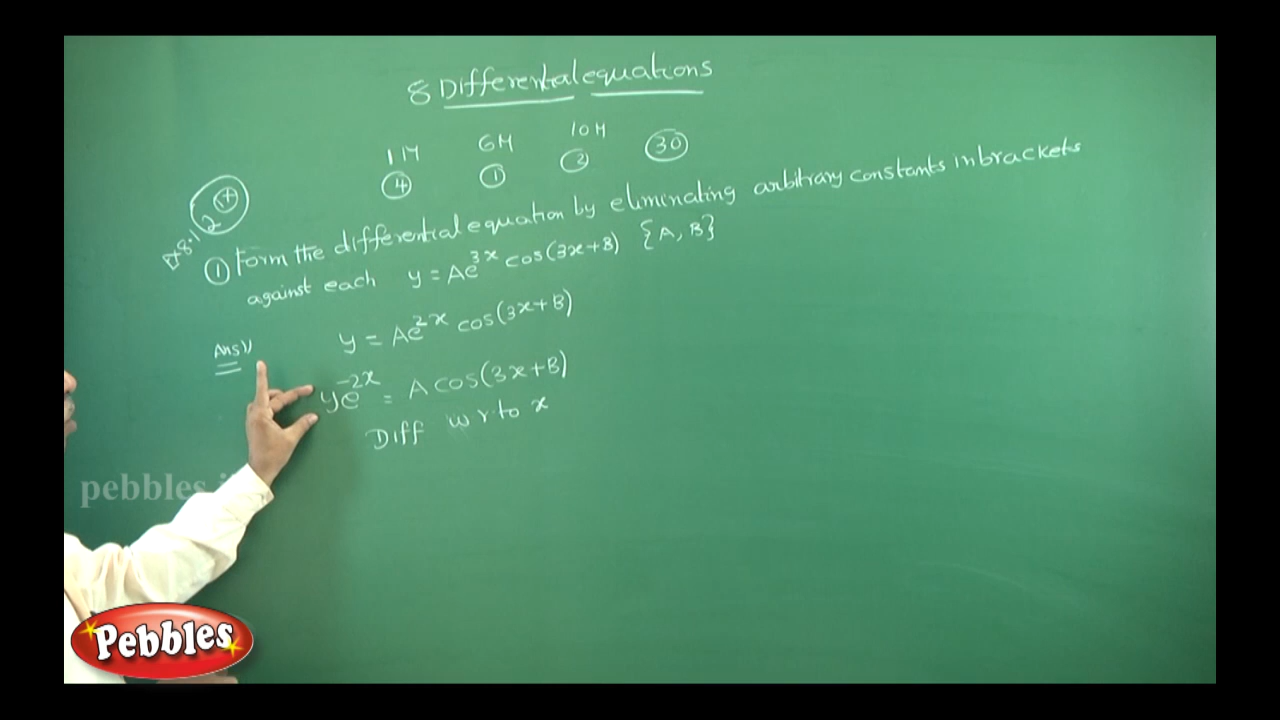 8 Differential equations
1M 6M 10M
4 1 2 30
8.1
1 Form the differential equation by eliminating arbitrary constants in brackets
against each y = Ae^3x cos(3x+B) {A, B}
y = Ae^2x cos(3x+B)
Ans
ye^-2x = A cos(3x+B)
Diff w r to x
pebbles
Pebbles